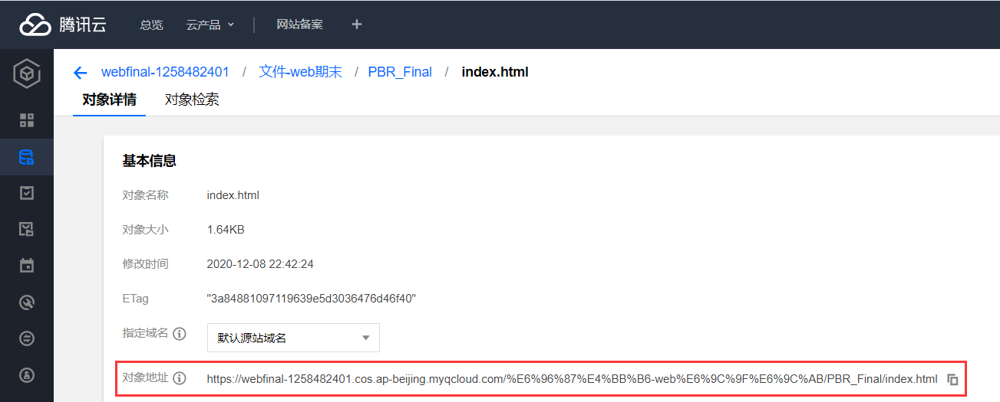 腾讯云 总览 云产品 网站备案 +
webfinal-1258482401 / 文件-web期末 / PBR_Final / index.html
对象详情 对象检索
基本信息
对象名称 index.html
对象大小 1.64KB
修改时间 2020-12-08 22:42:24
ETag "3a84881097119639e5d3036476d46f40"
指定域名 默认源站域名
对象地址 https://webfinal-1258482401.cos.ap-beijing.myqcloud.com/%E6%96%87%E4%BB%B6-web%E6%9C%9F%E6%9C%AB/PBR_Final/index.html